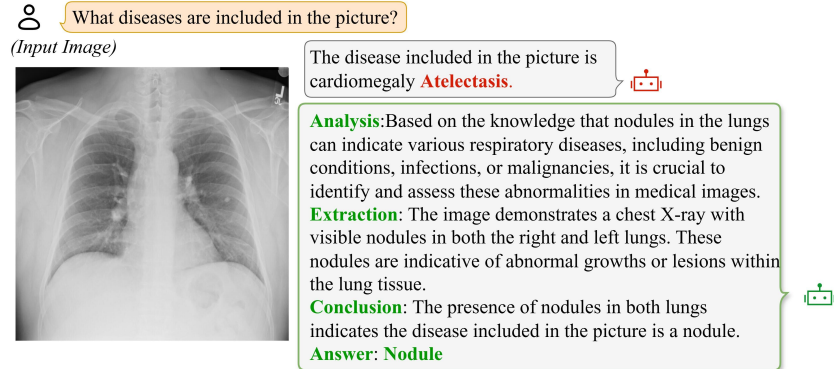 What diseases are included in the picture?
(Input Image)
L
The disease included in the picture is
cardiomegaly Atelectasis.
Analysis:Based on the knowledge that nodules in the lungs
can indicate various respiratory diseases, including benign
conditions, infections, or malignancies, it is crucial to
identify and assess these abnormalities in medical images.
Extraction: The image demonstrates a chest X-ray with
visible nodules in both the right and left lungs. These
nodules are indicative of abnormal growths or lesions within
the lung tissue.
Conclusion: The presence of nodules in both lungs
indicates the disease included in the picture is a nodule.
Answer: Nodule